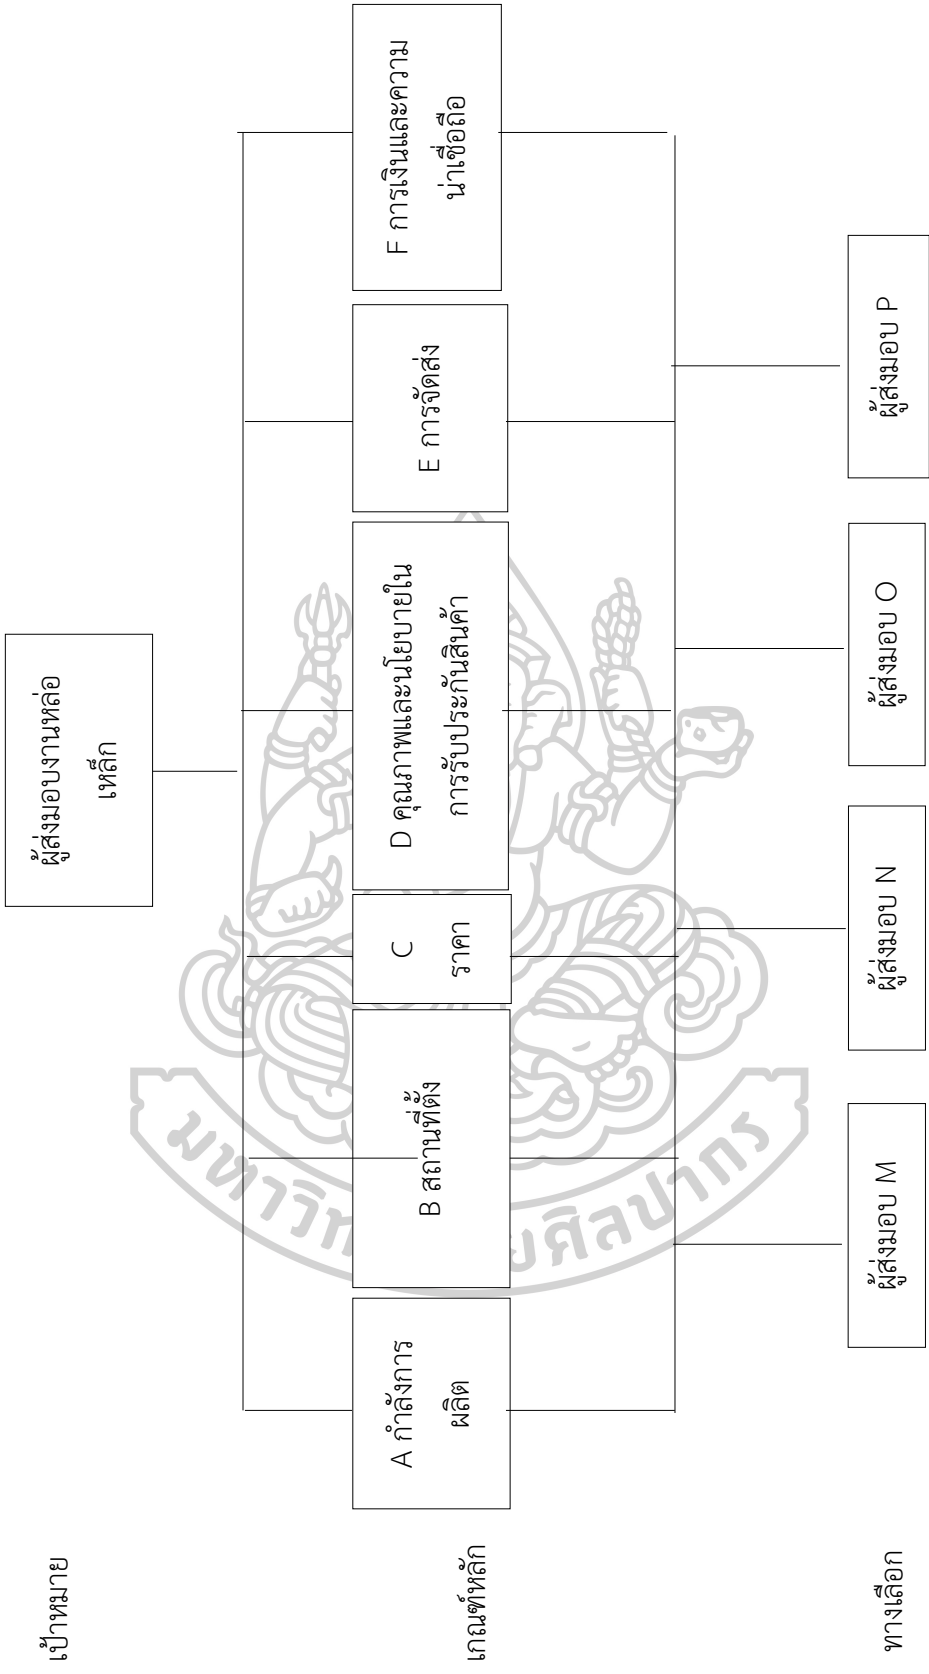 เป้าหมาย
ผู้ส่งมอบงานหล่อ
เหล็ก
เกณฑ์หลัก
A กำลังการ
ผลิต
B สถานที่ตั้ง
C
ราคา
D คุณภาพและนโยบายใน
การรับประกันสินค้า
E การจัดส่ง
F การเงินและความ
น่าเชื่อถือ
ทางเลือก
ผู้ส่งมอบ M
ผู้ส่งมอบ N
ผู้ส่งมอบ O
ผู้ส่งมอบ P